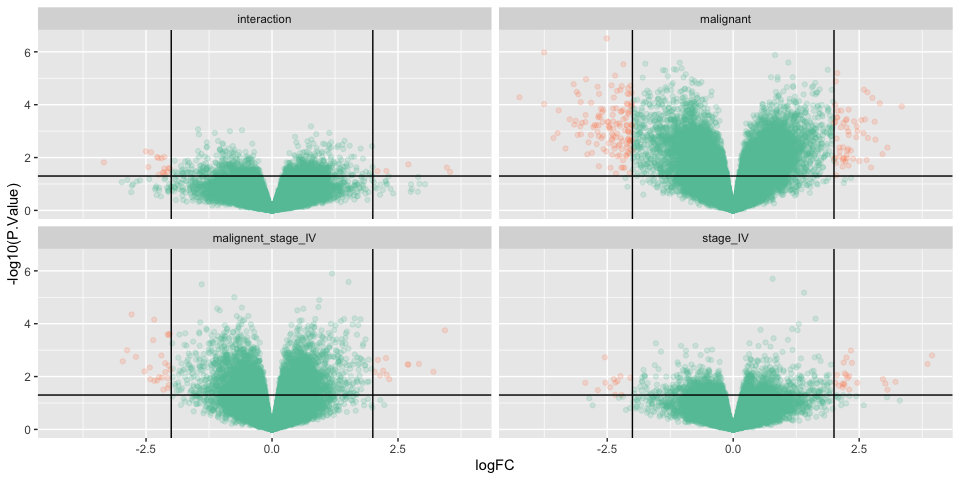 interaction
malignant
6
4
2
0
malignent_stage_IV
stage_IV
6
4
2
0
-log10(P.Value)
-2.5
0.0
2.5
-2.5
0.0
2.5
logFC